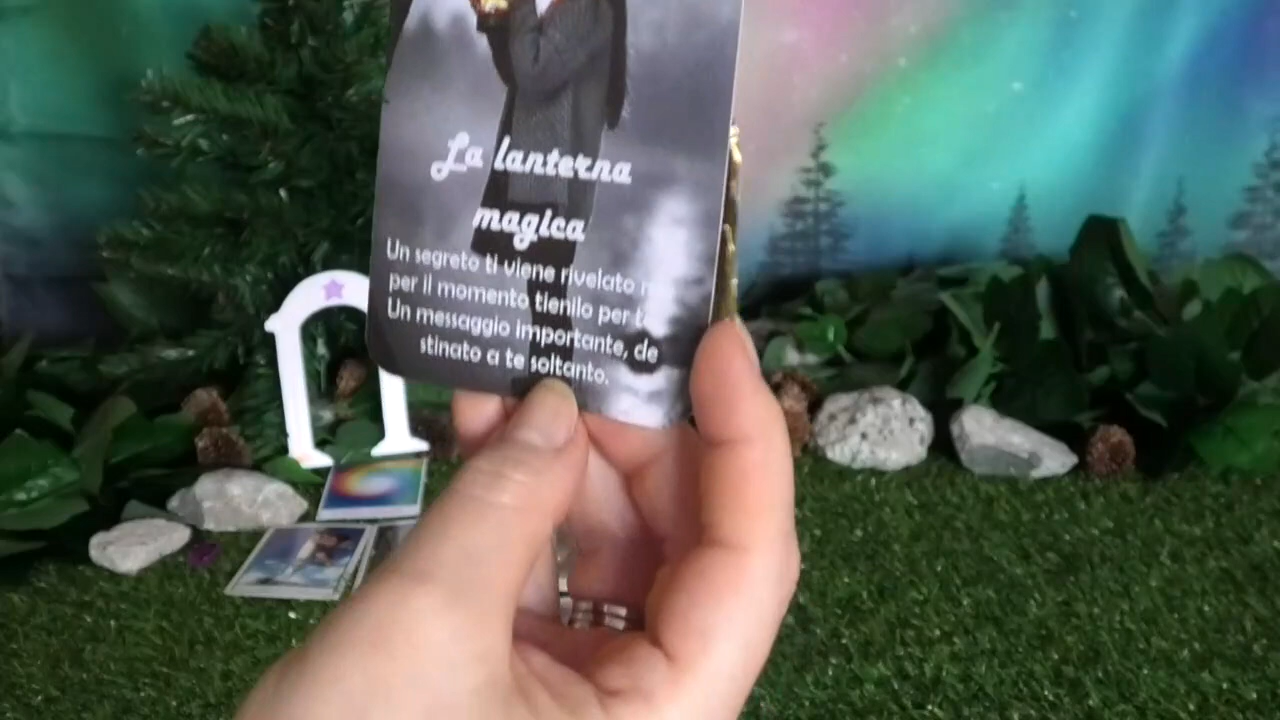 La lanterna
magica
Un segreto ti viene rivelato
per il momento tienilo per
Un messaggio importante, de
stinato a te soltanto.